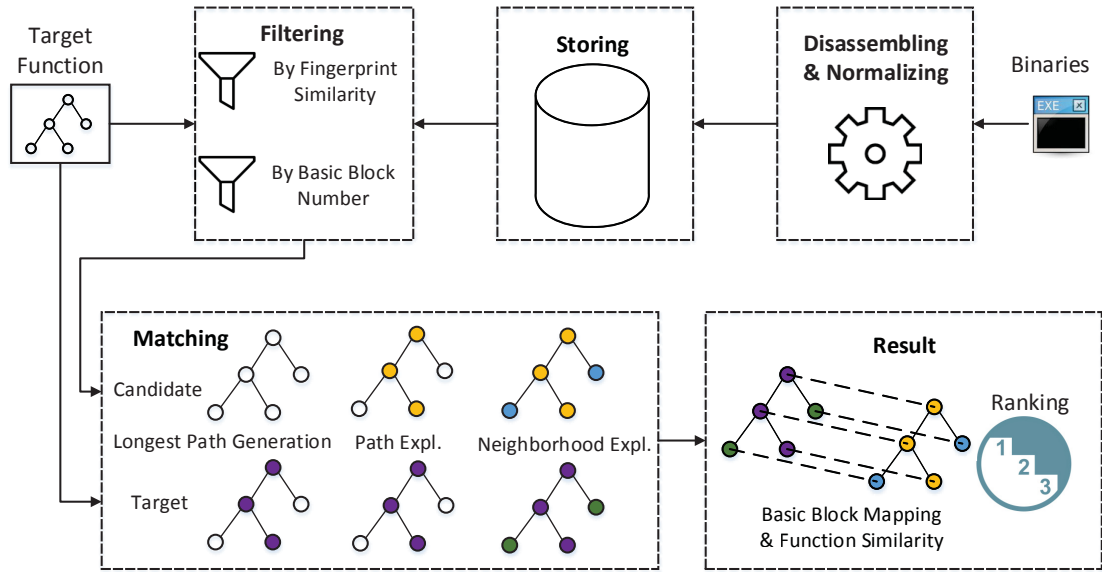 Target
Function
Filtering
By Fingerprint
Similarity
By Basic Block
Number
Storing
Disassembling
& Normalizing
Binaries
EXE
Matching
Candidate
Longest Path Generation
Path Expl.
Neighborhood Expl.
Target
Result
Ranking
1
2
3
Basic Block Mapping
& Function Similarity